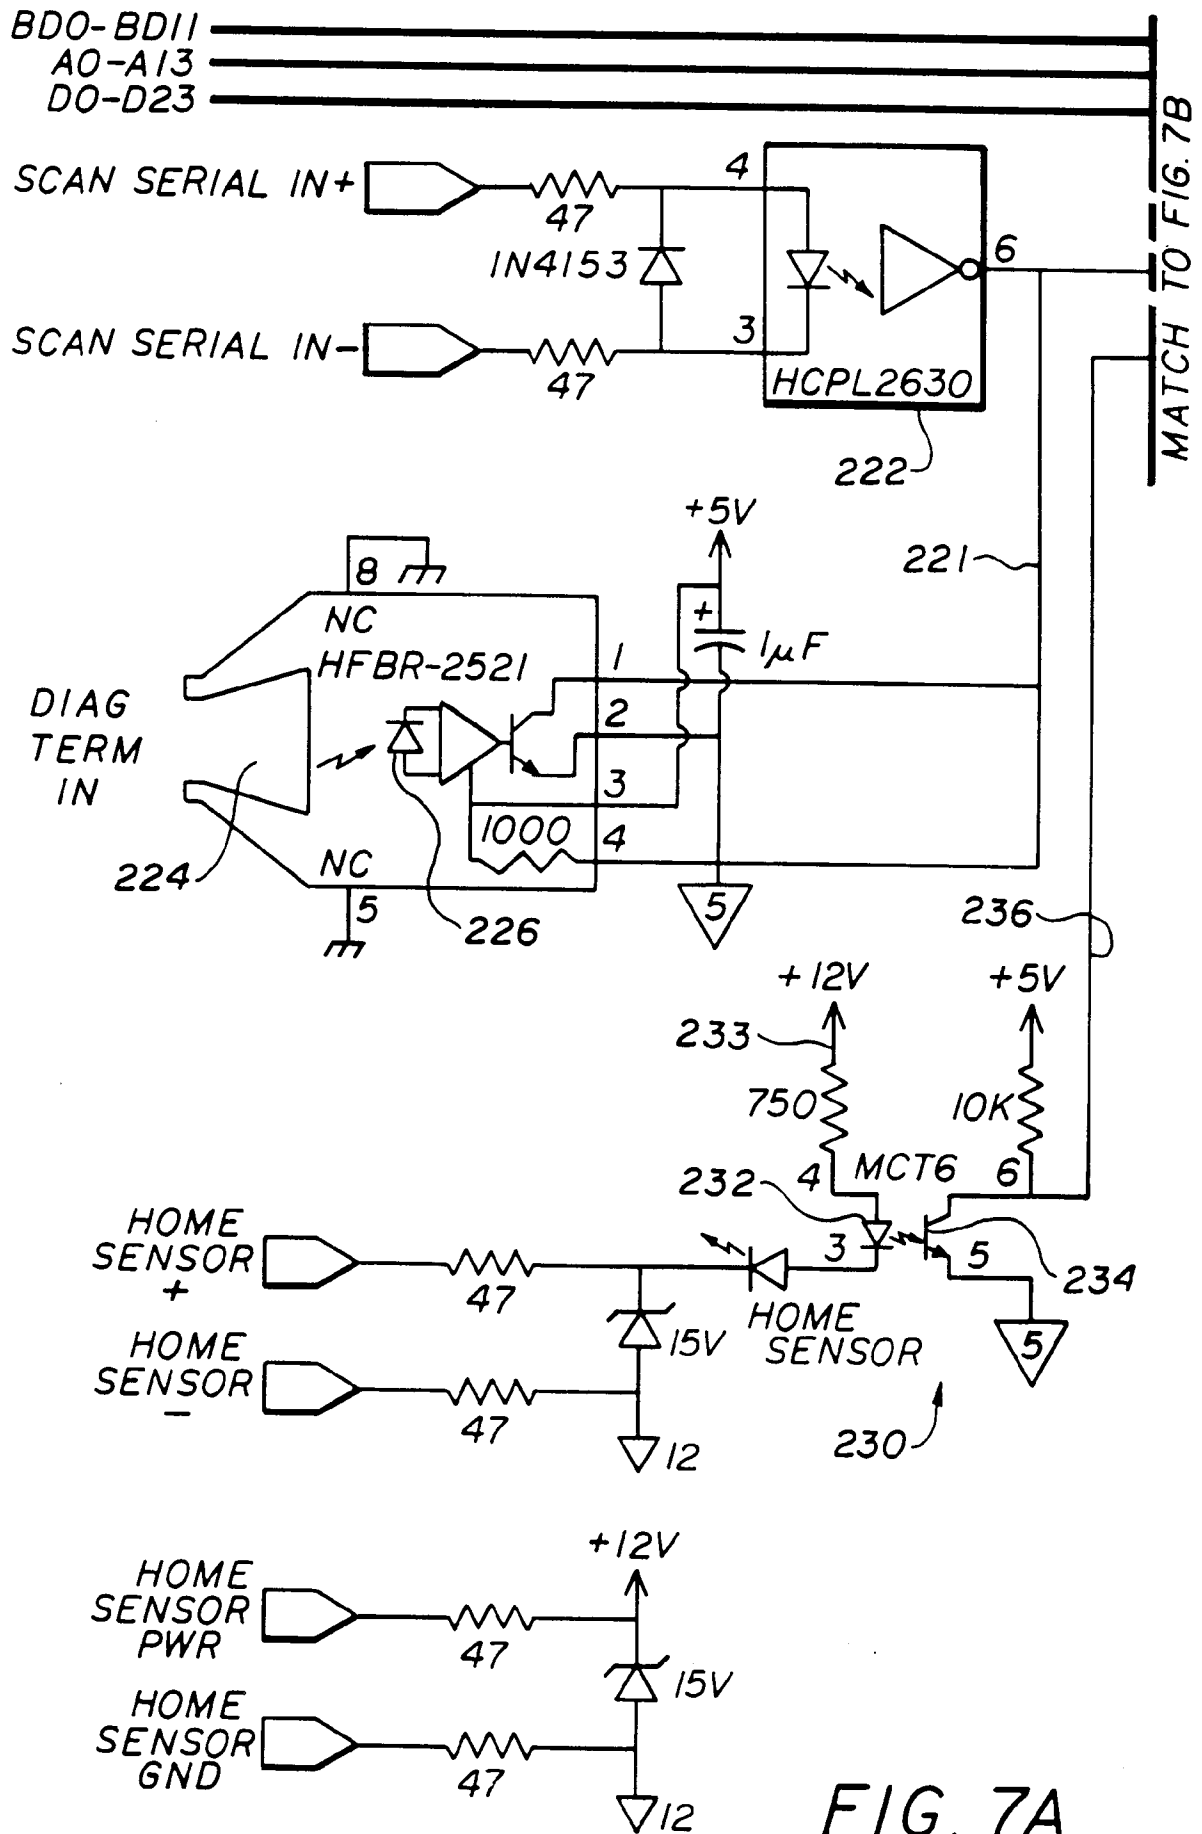 BD0-BD11
A0-A13
D0-D23
MATCH TO FIG. 7B
SCAN SERIAL IN+
47
4
1N4153
6
SCAN SERIAL IN-
47
3
HCPL2630
222
+5V
221
8
NC
+
1µF
HFBR-2521
1
2
3
4
DIAG
TERM
IN
1000
224
NC
5
226
5
236
+12V
+5V
233
750
10K
4
MCT6
6
232
3
5
234
HOME
SENSOR
+
47
15V
HOME
SENSOR
5
HOME
SENSOR
-
47
12
230
+12V
HOME
SENSOR
PWR
47
15V
HOME
SENSOR
GND
47
12
FIG. 7A